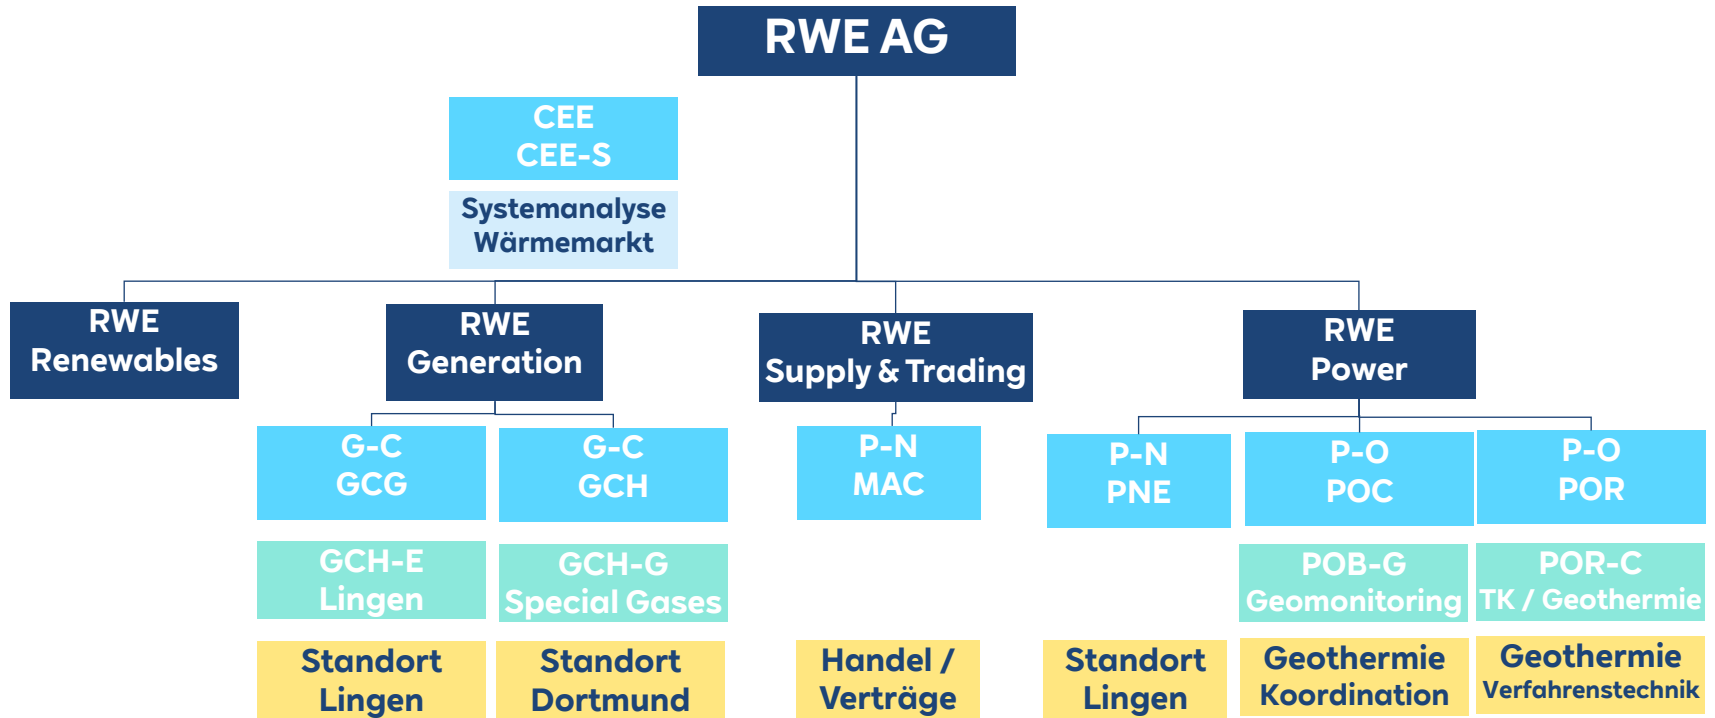 RWE AG
CEE
CEE-S
Systemanalyse
Wärmemarkt
RWE
Renewables
RWE
Generation
RWE
Supply & Trading
RWE
Power
G-C
GCG
G-C
GCH
P-N
MAC
P-N
PNE
P-O
POC
P-O
POR
GCH-E
Lingen
GCH-G
Special Gases
POB-G
Geomonitoring
POR-C
TK / Geothermie
Standort
Lingen
Standort
Dortmund
Handel /
Verträge
Standort
Lingen
Geothermie
Koordination
Geothermie
Verfahrenstechnik